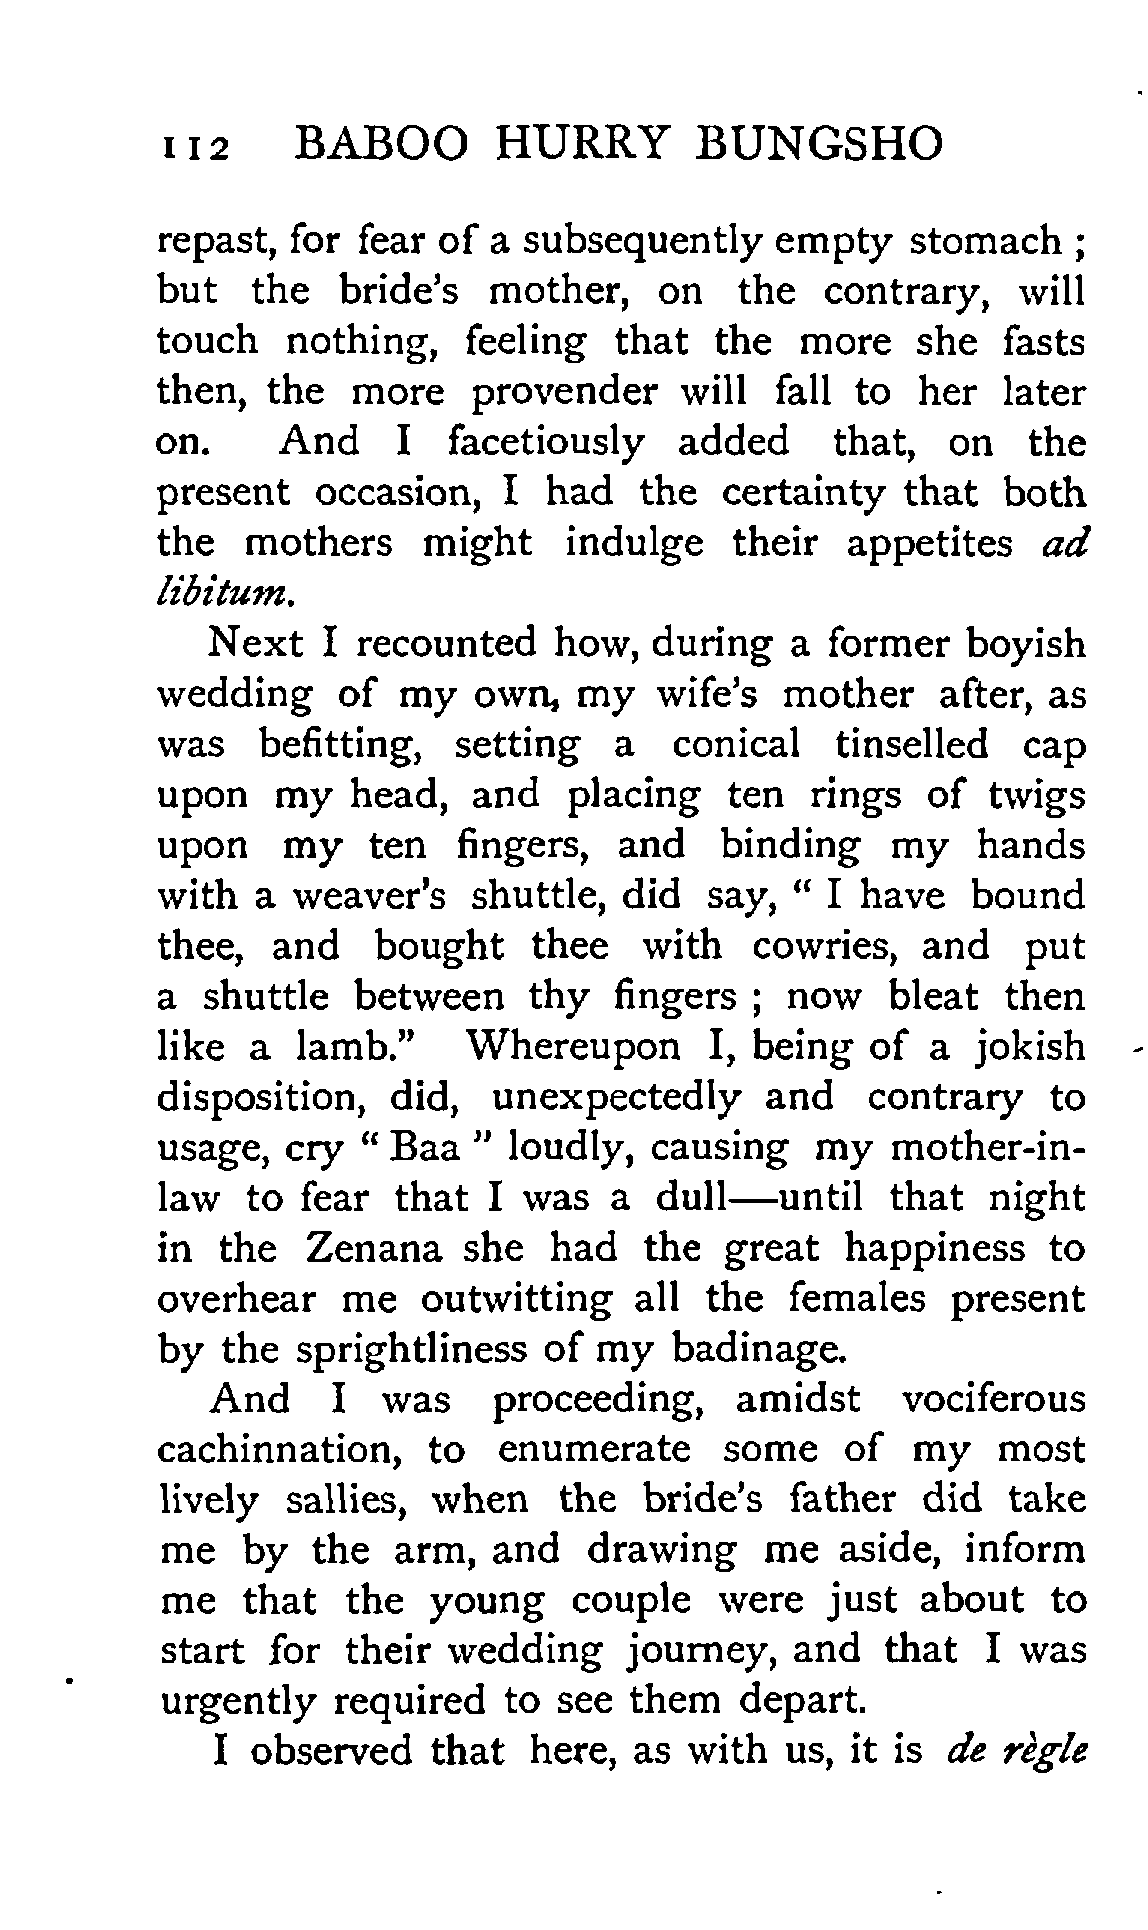 112 BABOO HURRY BUNGSHO
repast, for fear of a subsequently empty stomach ;
but the bride's mother, on the contrary, will
touch nothing, feeling that the more she fasts
then, the more provender will fall to her later
on. And I facetiously added that, on the
present occasion, I had the certainty that both
the mothers might indulge their appetites ad
libitum.
Next I recounted how, during a former boyish
wedding of my own, my wife's mother after, as
was befitting, setting a conical tinselled cap
upon my head, and placing ten rings of twigs
upon my ten fingers, and binding my hands
with a weaver's shuttle, did say, " I have bound
thee, and bought thee with cowries, and put
a shuttle between thy fingers ; now bleat then
like a lamb." Whereupon I, being of a jokish
disposition, did, unexpectedly and contrary to
usage, cry " Baa " loudly, causing my mother-in-
law to fear that I was a dull—until that night
in the Zenana she had the great happiness to
overhear me outwitting all the females present
by the sprightliness of my badinage.
And I was proceeding, amidst vociferous
cachinnation, to enumerate some of my most
lively sallies, when the bride's father did take
me by the arm, and drawing me aside, inform
me that the young couple were just about to
start for their wedding journey, and that I was
urgently required to see them depart.
I observed that here, as with us, it is de règle